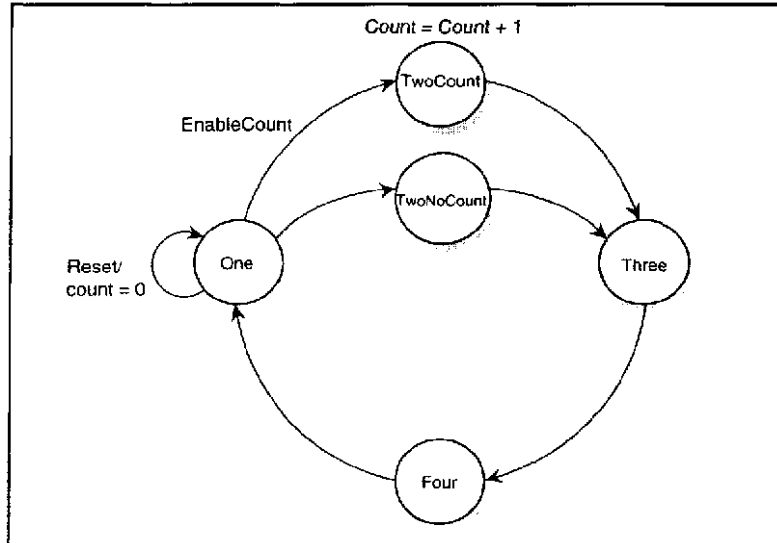 Count = Count + 1
TwoCount
EnableCount
TwoNoCount
One
Three
Reset/
count = 0
Four